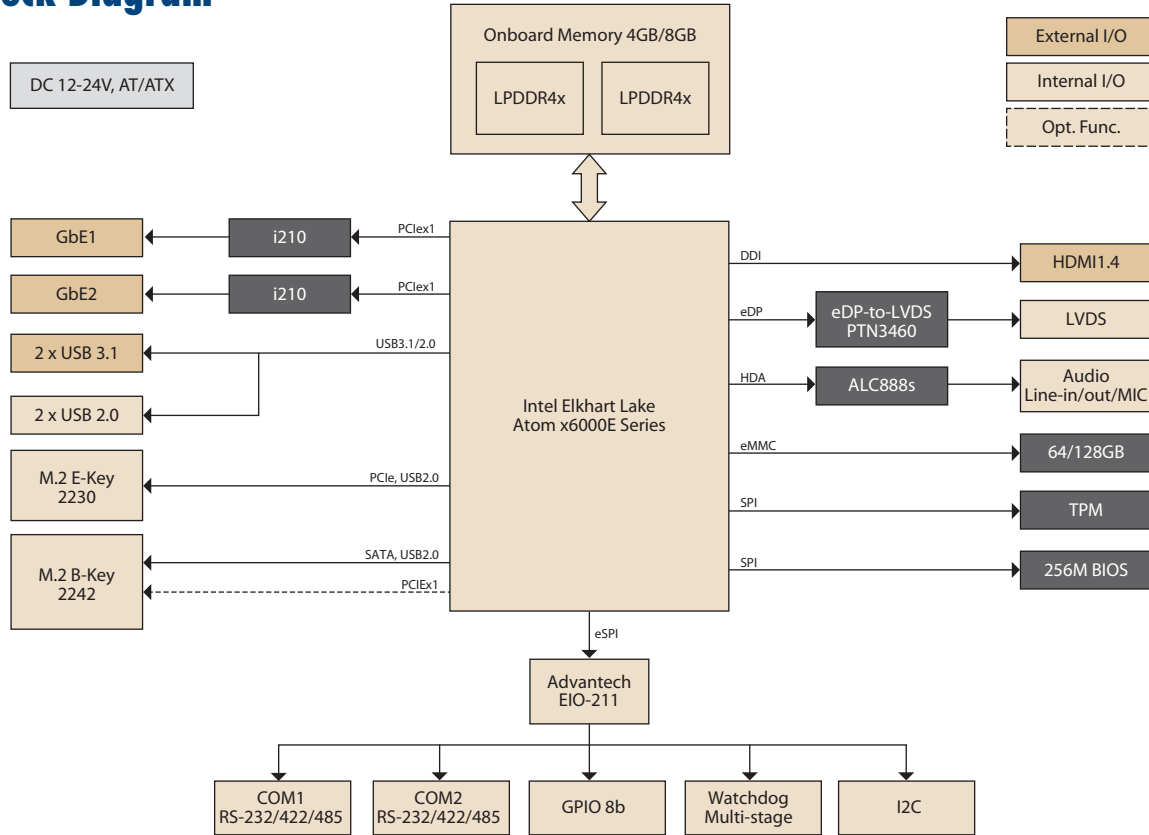 Diagram
DC 12-24V, AT/ATX
Onboard Memory 4GB/8GB
LPDDR4x
LPDDR4x
External I/O
Internal I/O
Opt. Func.
GbE1
i210
PCIex1
GbE2
i210
PCIex1
2 x USB 3.1
USB3.1/2.0
2 x USB 2.0
M.2 E-Key
2230
PCIe, USB2.0
M.2 B-Key
2242
SATA, USB2.0
PCIEx1
Intel Elkhart Lake
Atom x6000E Series
DDI
HDMI1.4
eDP
eDP-to-LVDS
PTN3460
LVDS
HDA
ALC888s
Audio
Line-in/out/MIC
eMMC
64/128GB
SPI
TPM
SPI
256M BIOS
eSPI
Advantech
EIO-211
COM1
RS-232/422/485
COM2
RS-232/422/485
GPIO 8b
Watchdog
Multi-stage
I2C